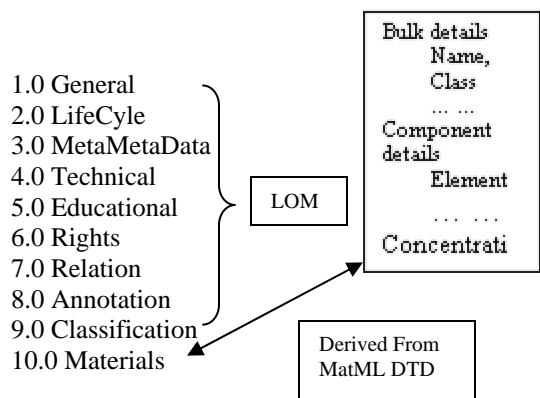 1.0 General
2.0 LifeCyle
3.0 MetaMetaData
4.0 Technical
5.0 Educational
6.0 Rights
7.0 Relation
8.0 Annotation
9.0 Classification
10.0 Materials
LOM
Bulk details
Name,
Class
... ...
Component
details
Element
... ...
Concentrati
Derived From
MatML DTD